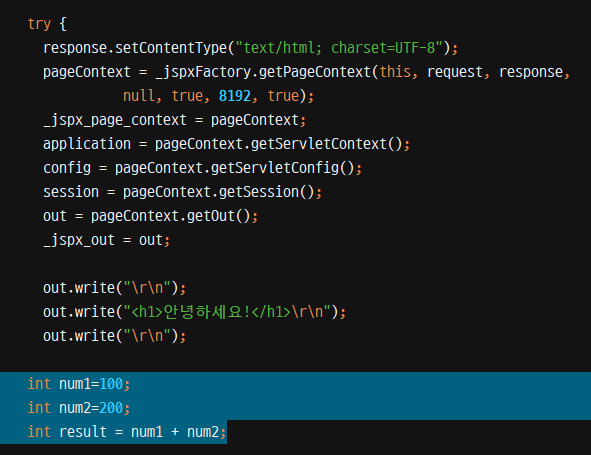 try {
response.setContentType("text/html; charset=UTF-8");
pageContext = _jspxFactory.getPageContext(this, request, response,
null, true, 8192, true);
_jspx_page_context = pageContext;
application = pageContext.getServletContext();
config = pageContext.getServletConfig();
session = pageContext.getSession();
out = pageContext.getOut();
_jspx_out = out;
out.write("\r\n");
out.write("<h1>안녕하세요!</h1>\r\n");
out.write("\r\n");
int num1=100;
int num2=200;
int result = num1 + num2;